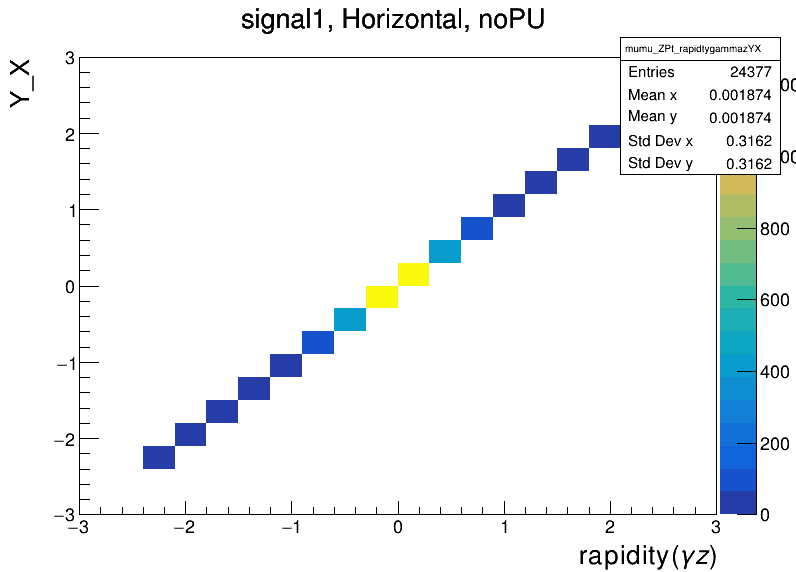 signal1, Horizontal, noPU
mumu_ZPt_rapidtygammazYX
Entries 24377
Mean x 0.001874
Mean y 0.001874
Std Dev x 0.3162
Std Dev y 0.3162
Y_X
3
2
1
0
−1
−2
−3
−3
−2
−1
0
1
2
3
rapidity(γz)
800
600
400
200
0